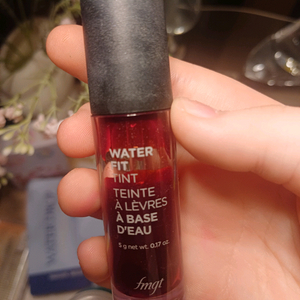 WATER
FIT
TINT
TEINTE
À LÈVRES
À BASE
D'EAU
5 g net wt. 0.17 oz.
fmgt